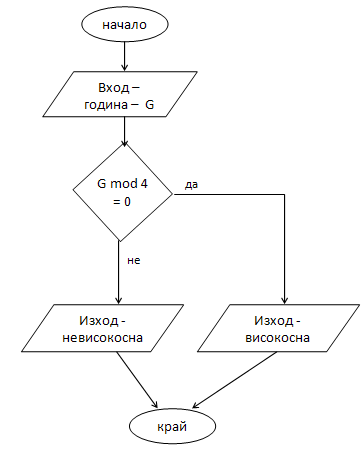 начало
Вход –
година – G
G mod 4
= 0
да
не
Изход -
невисокосна
Изход -
високосна
край